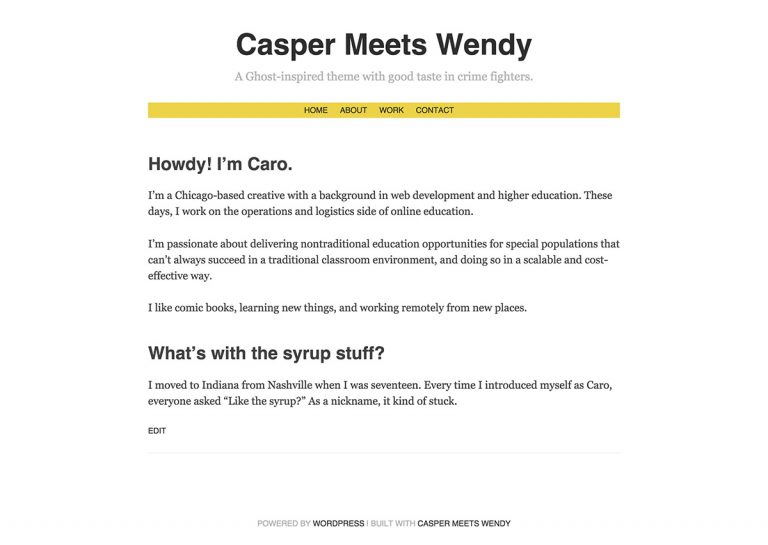 Casper Meets Wendy
A Ghost-inspired theme with good taste in crime fighters.
HOME ABOUT WORK CONTACT
Howdy! I’m Caro.
I’m a Chicago-based creative with a background in web development and higher education. These
days, I work on the operations and logistics side of online education.
I’m passionate about delivering nontraditional education opportunities for special populations that
can’t always succeed in a traditional classroom environment, and doing so in a scalable and cost-
effective way.
I like comic books, learning new things, and working remotely from new places.
What’s with the syrup stuff?
I moved to Indiana from Nashville when I was seventeen. Every time I introduced myself as Caro,
everyone asked “Like the syrup?” As a nickname, it kind of stuck.
EDIT
POWERED BY WORDPRESS | BUILT WITH CASPER MEETS WENDY